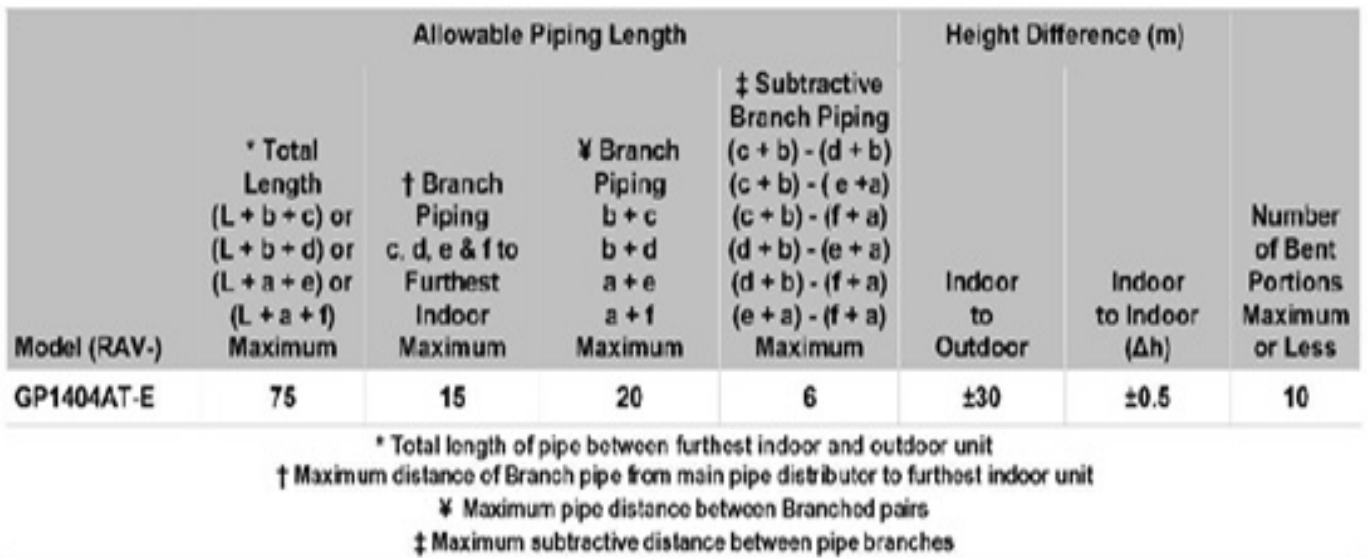 Allowable Piping Length
Height Difference (m)
* Total
Length
(L + b + c) or
(L + b + d) or
(L + a + e) or
(L + a + f)
Maximum
† Branch
Piping
c, d, e & f to
Furthest
Indoor
Maximum
¥ Branch
Piping
b + c
b + d
a + e
a + f
Maximum
‡ Subtractive
Branch Piping
(c + b) - (d + b)
(c + b) - ( e +a)
(c + b) - (f + a)
(d + b) - (e + a)
(d + b) - (f + a)
(e + a) - (f + a)
Maximum
Indoor
to
Outdoor
Indoor
to Indoor
(Δh)
Number
of Bent
Portions
Maximum
or Less
Model (RAV-)
GP1404AT-E 75 15 20 6 ±30 ±0.5 10
* Total length of pipe between furthest indoor and outdoor unit
† Maximum distance of Branch pipe from main pipe distributor to furthest indoor unit
¥ Maximum pipe distance between Branched pairs
‡ Maximum subtractive distance between pipe branches